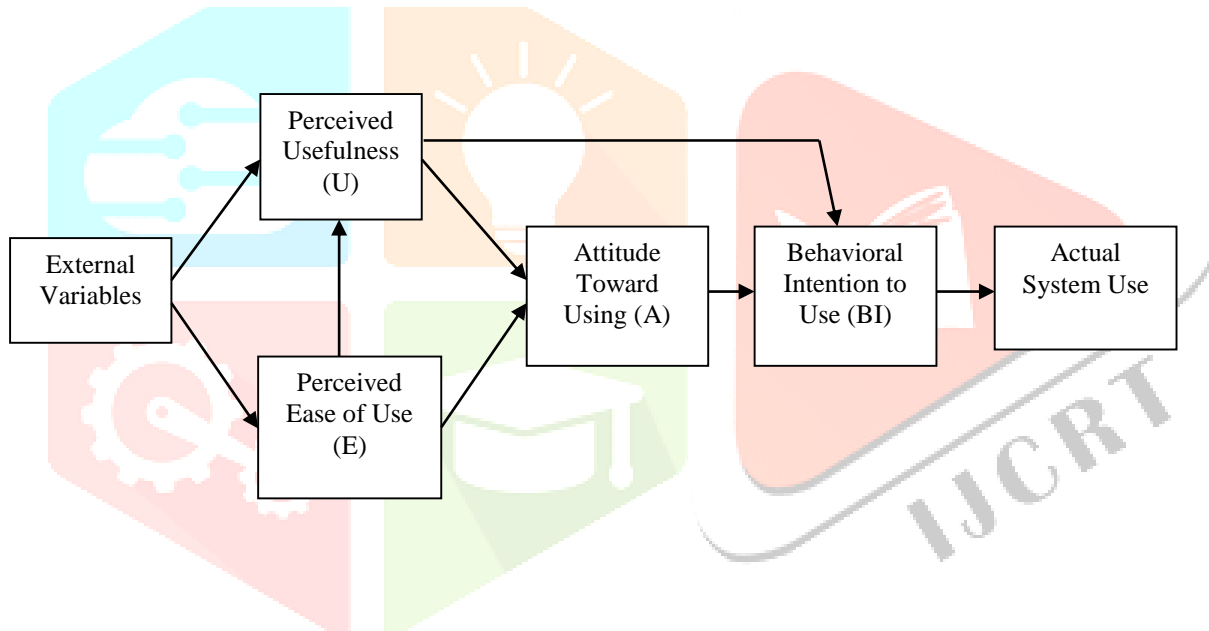 Perceived
Usefulness
(U)
External
Variables
Perceived
Ease of Use
(E)
Attitude
Toward
Using (A)
Behavioral
Intention to
Use (BI)
Actual
System Use
IJCRT